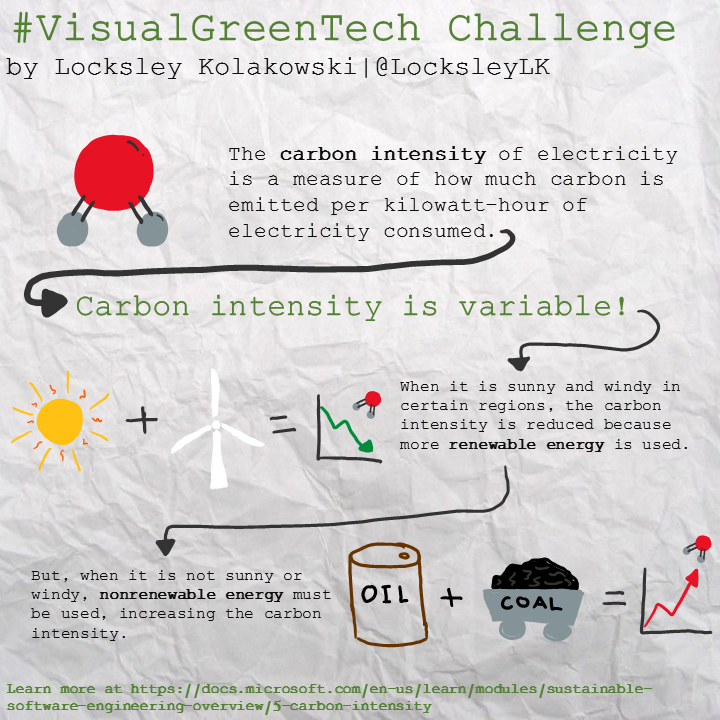 #VisualGreenTech Challenge
by Locksley Kolakowski|@LocksleyLK
The carbon intensity of electricity
is a measure of how much carbon is
emitted per kilowatt-hour of
electricity consumed.
Carbon intensity is variable!
When it is sunny and windy in
certain regions, the carbon
intensity is reduced because
more renewable energy is used.
+
=
But, when it is not sunny or
windy, nonrenewable energy must
be used, increasing the carbon
intensity.
OIL + COAL =
Learn more at https://docs.microsoft.com/en-us/learn/modules/sustainable-
software-engineering-overview/5-carbon-intensity